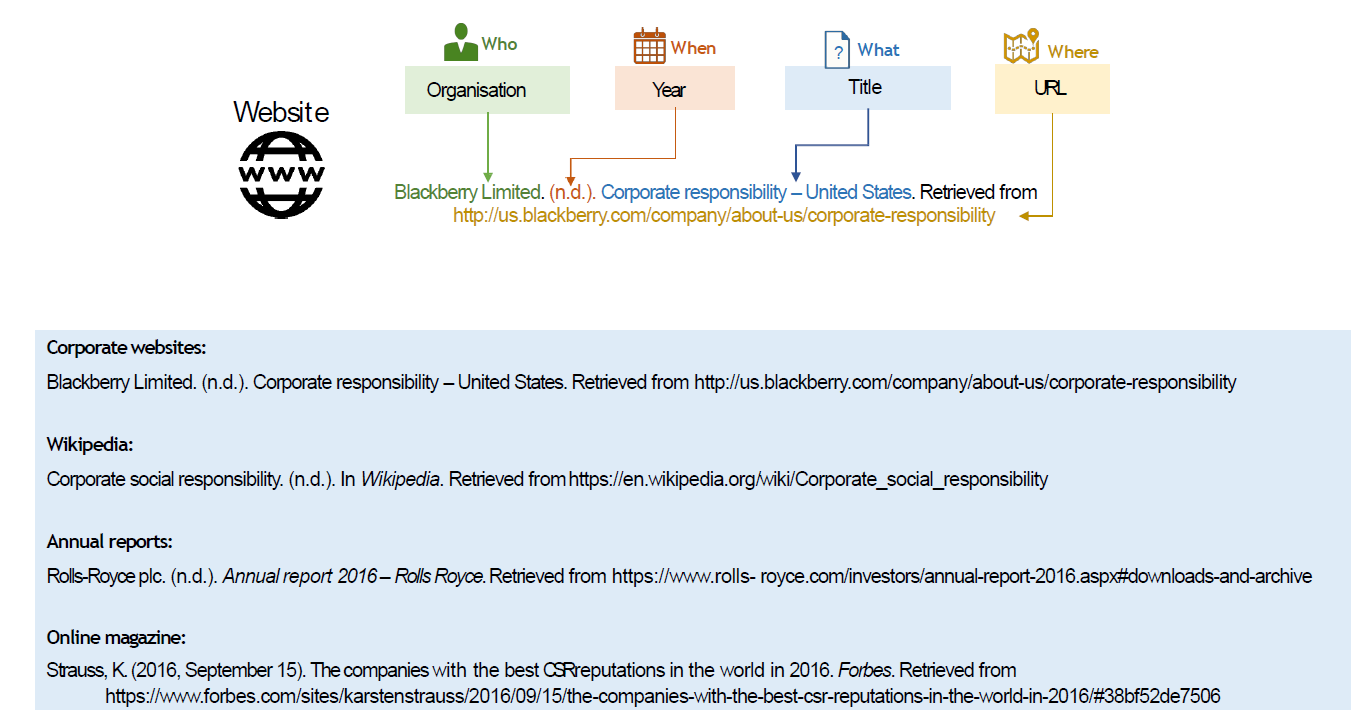 Who
When
What
Where
Organisation
Year
Title
URL
Website
www
?
Blackberry Limited. (n.d.). Corporate responsibility – United States. Retrieved from
http://us.blackberry.com/company/about-us/corporate-responsibility
Corporate websites:
Blackberry Limited. (n.d.). Corporate responsibility – United States. Retrieved from http://us.blackberry.com/company/about-us/corporate-responsibility
Wikipedia:
Corporate social responsibility. (n.d.). In Wikipedia. Retrieved from https://en.wikipedia.org/wiki/Corporate_social_responsibility
Annual reports:
Rolls-Royce plc. (n.d.). Annual report 2016 – Rolls Royce. Retrieved from https://www.rolls- royce.com/investors/annual-report-2016.aspx#downloads-and-archive
Online magazine:
Strauss, K. (2016, September 15). The companies with the best CSR reputations in the world in 2016. Forbes. Retrieved from
https://www.forbes.com/sites/karstenstrauss/2016/09/15/the-companies-with-the-best-csr-reputations-in-the-world-in-2016/#38bf52de7506